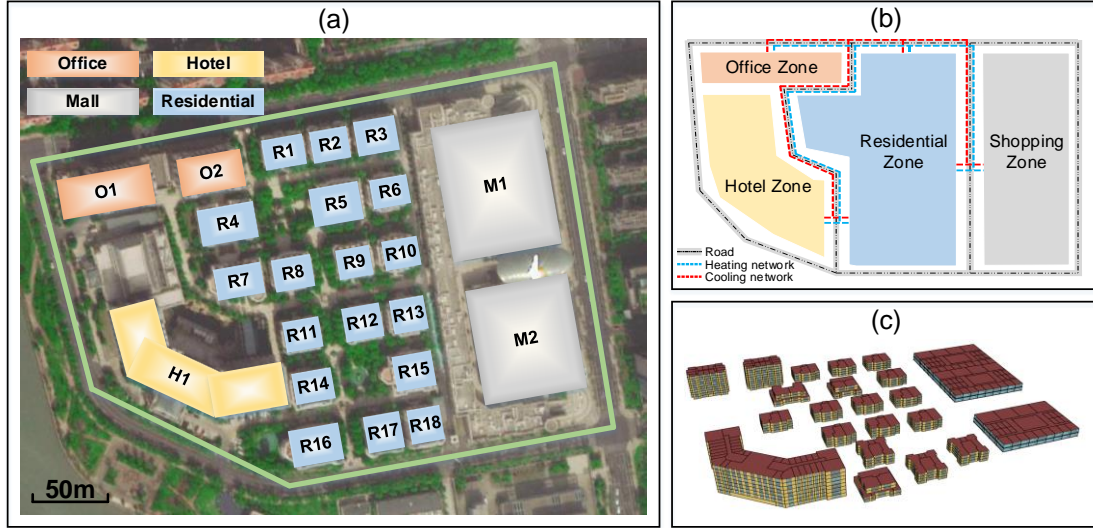 (a)
Office
Hotel
Mall
Residential
R1
R2
R3
O1
O2
R4
R5
R6
M1
R7
R8
R9
R10
R11
R12
R13
M2
H1
R14
R15
R16
R17
R18
50m
(b)
Office Zone
Residential
Zone
Shopping
Zone
Hotel Zone
Road
Heating network
Cooling network
(c)